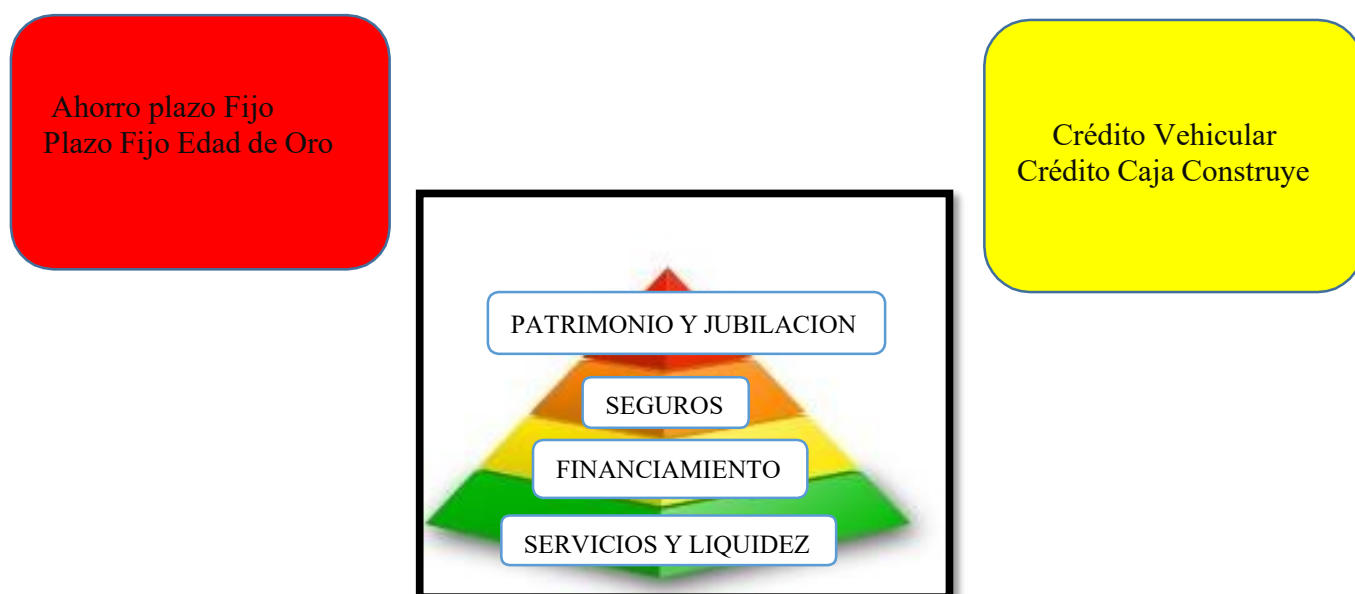 Ahorro plazo Fijo
Plazo Fijo Edad de Oro
Crédito Vehicular
Crédito Caja Construye
PATRIMONIO Y JUBILACION
SEGUROS
FINANCIAMIENTO
SERVICIOS Y LIQUIDEZ